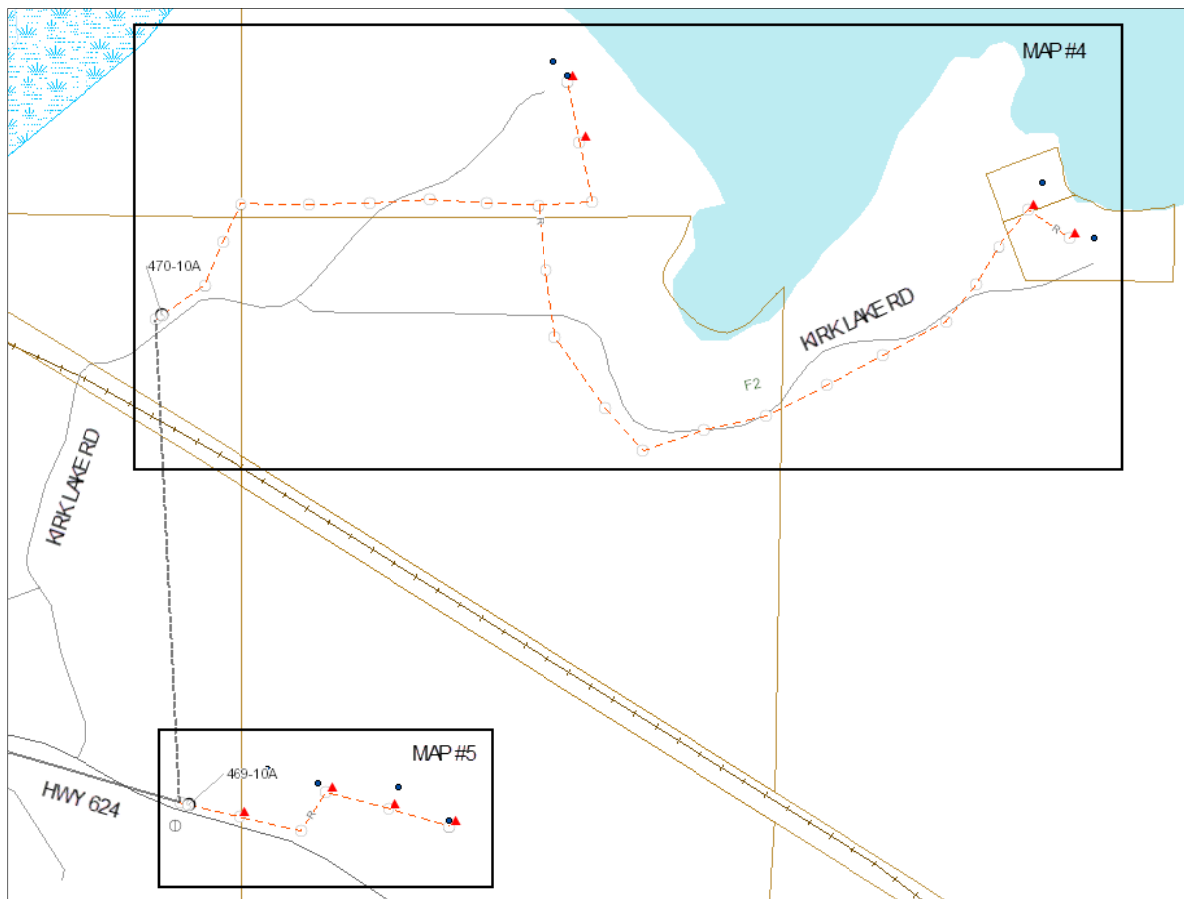 MAP #4
470-10A
R
R
KIRK LAKE RD
F2
KIRK LAKE RD
MAP #5
469-10A
HWY 624
R